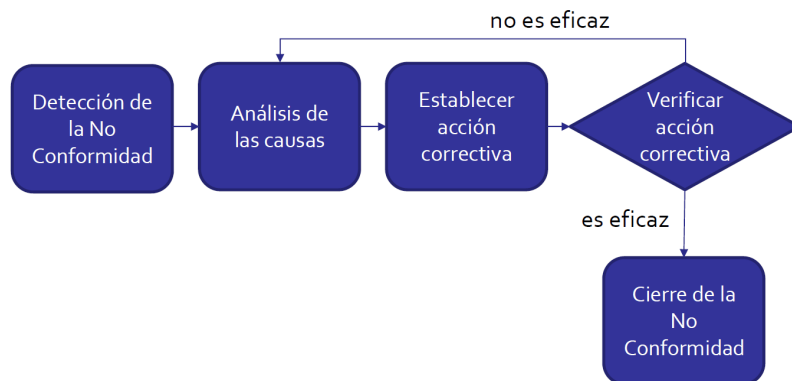 no es eficaz
Detección de
la No
Conformidad
Análisis de
las causas
Establecer
acción
correctiva
Verificar
acción
correctiva
es eficaz
Cierre de la
No
Conformidad